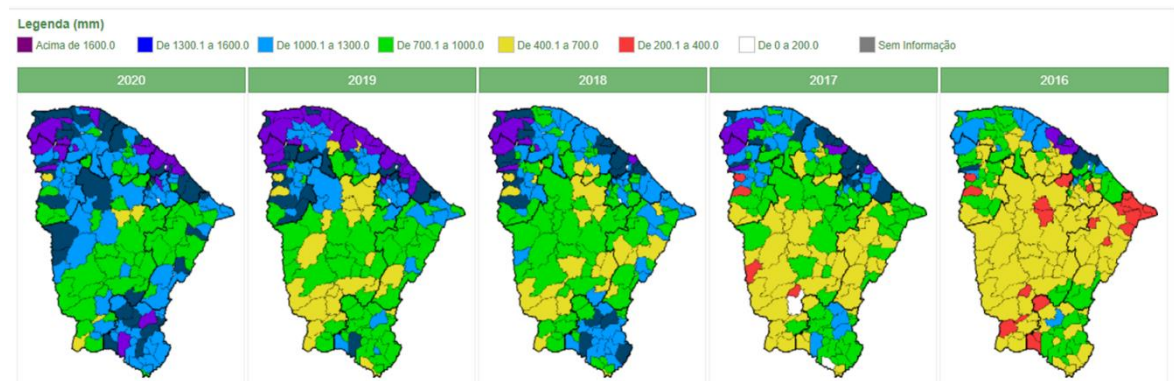 Legenda (mm)
Acima de 1600.0 De 1300.1 a 1600.0 De 1000.1 a 1300.0 De 700.1 a 1000.0 De 400.1 a 700.0 De 200.1 a 400.0 De 0 a 200.0 Sem Informação
2020 2019 2018 2017 2016